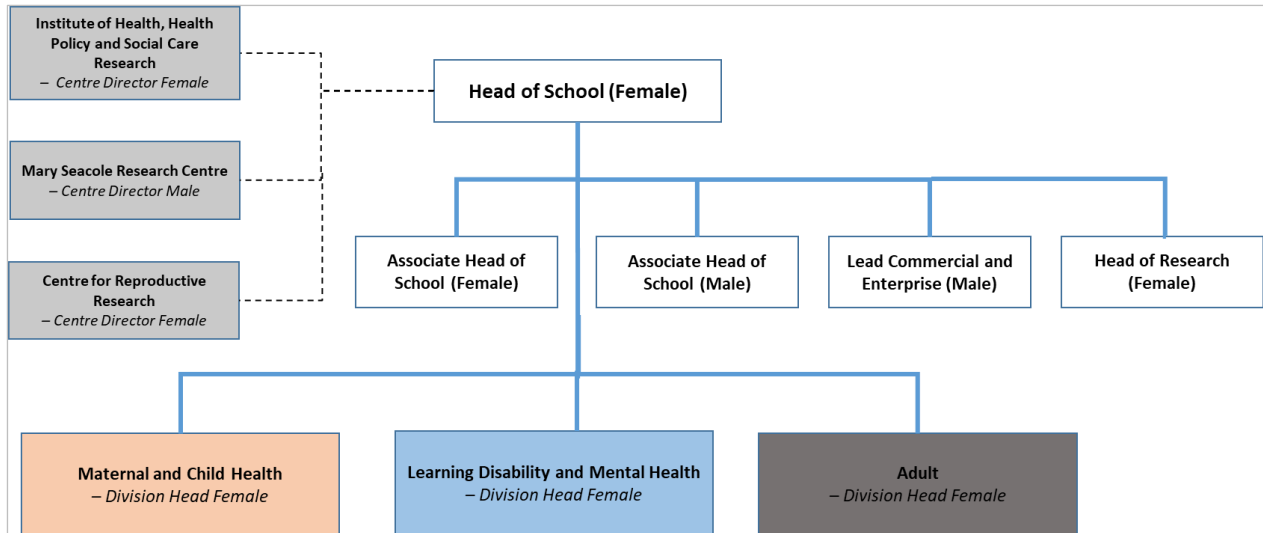 Institute of Health, Health
Policy and Social Care
Research
– Centre Director Female
Mary Seacole Research Centre
– Centre Director Male
Centre for Reproductive
Research
– Centre Director Female
Head of School (Female)
Associate Head of
School (Female)
Associate Head of
School (Male)
Lead Commercial and
Enterprise (Male)
Head of Research
(Female)
Maternal and Child Health
– Division Head Female
Learning Disability and Mental Health
– Division Head Female
Adult
– Division Head Female